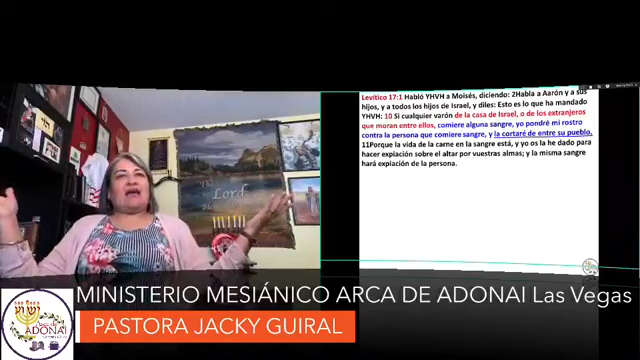 Levítico 17:1 Habló YHVH a Moisés, diciendo: 2Habla a Aarón y a sus
hijos, y a todos los hijos de Israel, y diles: Esto es lo que ha mandado
YHVH: 10 Si cualquier varón de la casa de Israel, o de los extranjeros
que moran entre ellos, comiere alguna sangre, yo pondré mi rostro
contra la persona que comiere sangre, y la cortaré de entre su pueblo.
11Porque la vida de la carne en la sangre está, y yo os la he dado para
hacer expiación sobre el altar por vuestras almas; y la misma sangre
hará expiación de la persona.
The
Lord
MINISTERIO MESIÁNICO ARCA DE ADONAI Las Vegas
PASTORA JACKY GUIRAL
ADONAI